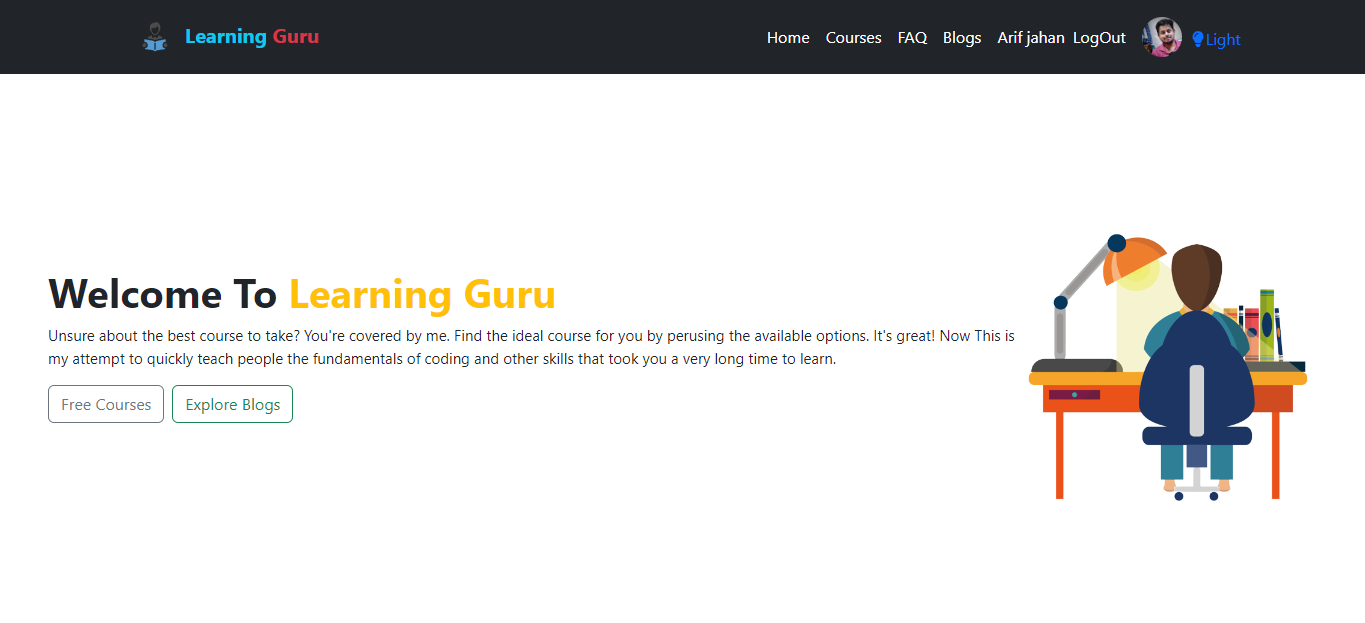 Learning Guru
Home Courses FAQ Blogs Arif jahan LogOut Light
Welcome To Learning Guru
Unsure about the best course to take? You're covered by me. Find the ideal course for you by perusing the available options. It's great! Now This is
my attempt to quickly teach people the fundamentals of coding and other skills that took you a very long time to learn.
Free Courses Explore Blogs